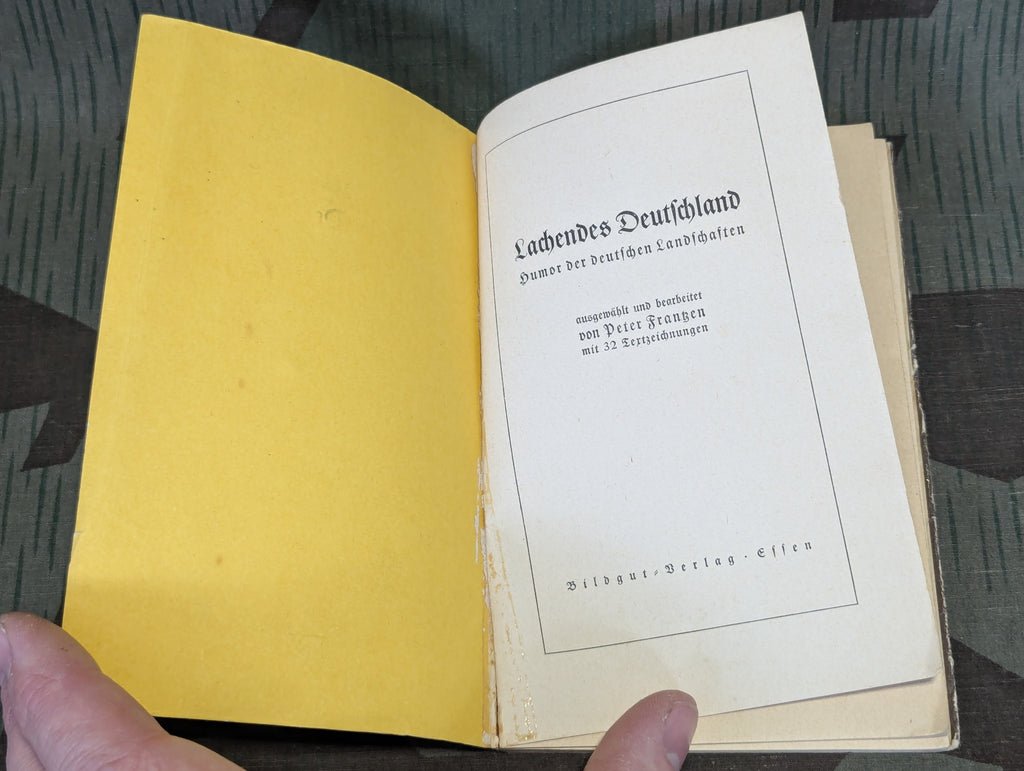 Lachendes Deutschland
Humor der deutschen Landschaften
ausgewählt und bearbeitet
von Peter Frantzen
mit 32 Textzeichnungen
Bildgut-Verlag · Essen